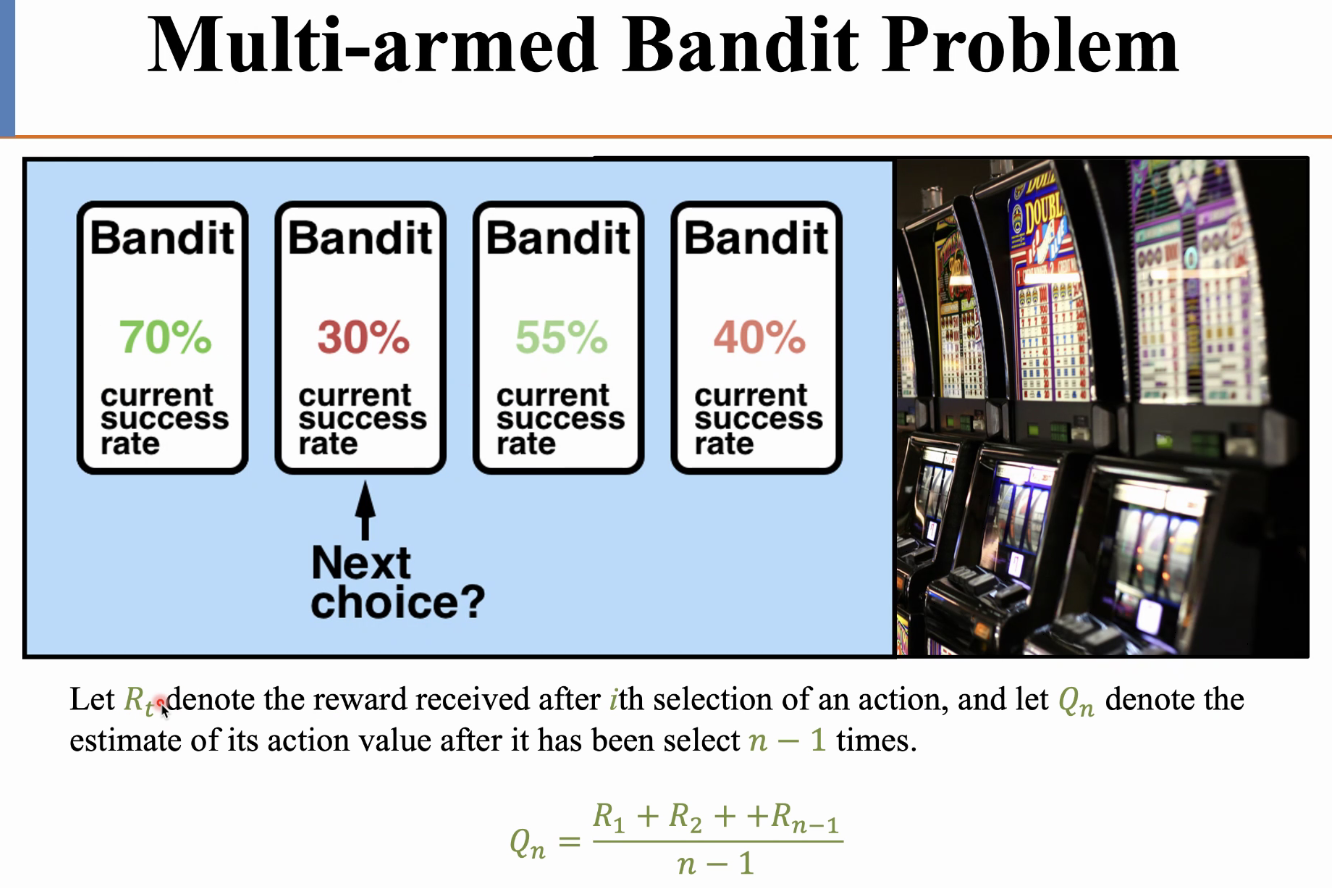 Multi-armed Bandit Problem
Bandit
70%
current
success
rate
Bandit
30%
current
success
rate
Bandit
55%
current
success
rate
Bandit
40%
current
success
rate
Next
choice?
DOUBL
Let R_t denote the reward received after ith selection of an action, and let Q_n denote the
estimate of its action value after it has been select n − 1 times.
Q_n = (R_1 + R_2 + +R_{n−1}) / (n − 1)